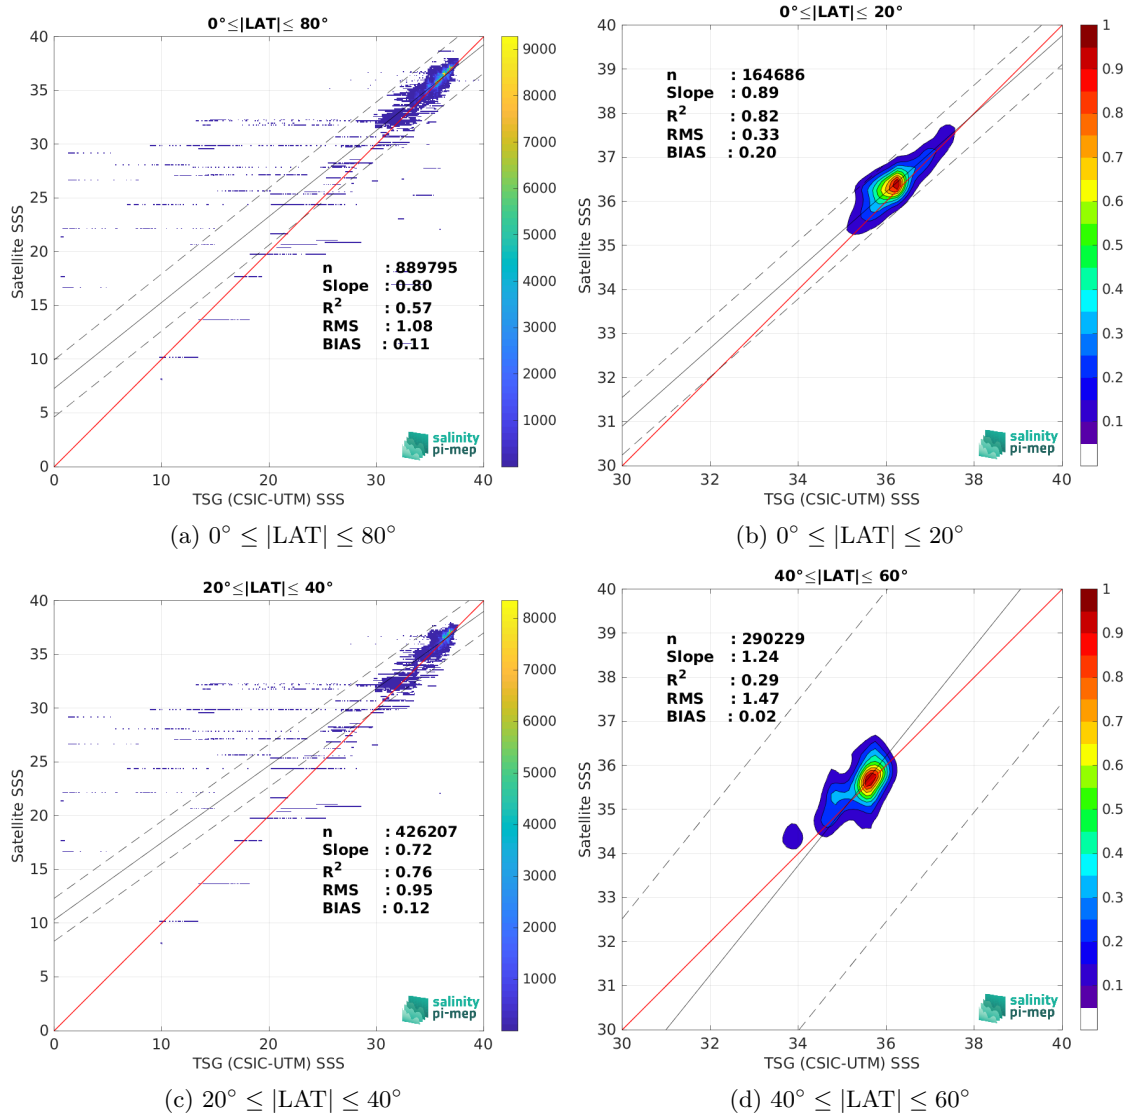 0°≤|LAT|≤ 80°
40
35
30
25
20
15
10
5
0
0
10
20
30
40
Satellite SSS
TSG (CSIC-UTM) SSS
n : 889795
Slope : 0.80
R2 : 0.57
RMS : 1.08
BIAS : 0.11
salinity
pi-mep
9000
8000
7000
6000
5000
4000
3000
2000
1000
(a) 0° ≤ |LAT| ≤ 80°
0°≤|LAT|≤ 20°
40
39
38
37
36
35
34
33
32
31
30
30
32
34
36
38
40
Satellite SSS
TSG (CSIC-UTM) SSS
n : 164686
Slope : 0.89
R2 : 0.82
RMS : 0.33
BIAS : 0.20
salinity
pi-mep
1
0.9
0.8
0.7
0.6
0.5
0.4
0.3
0.2
0.1
(b) 0° ≤ |LAT| ≤ 20°
20°≤|LAT|≤ 40°
40
35
30
25
20
15
10
5
0
0
10
20
30
40
Satellite SSS
TSG (CSIC-UTM) SSS
n : 426207
Slope : 0.72
R2 : 0.76
RMS : 0.95
BIAS : 0.12
salinity
pi-mep
8000
7000
6000
5000
4000
3000
2000
1000
(c) 20° ≤ |LAT| ≤ 40°
40°≤|LAT|≤ 60°
40
39
38
37
36
35
34
33
32
31
30
30
32
34
36
38
40
Satellite SSS
TSG (CSIC-UTM) SSS
n : 290229
Slope : 1.24
R2 : 0.29
RMS : 1.47
BIAS : 0.02
salinity
pi-mep
1
0.9
0.8
0.7
0.6
0.5
0.4
0.3
0.2
0.1
(d) 40° ≤ |LAT| ≤ 60°